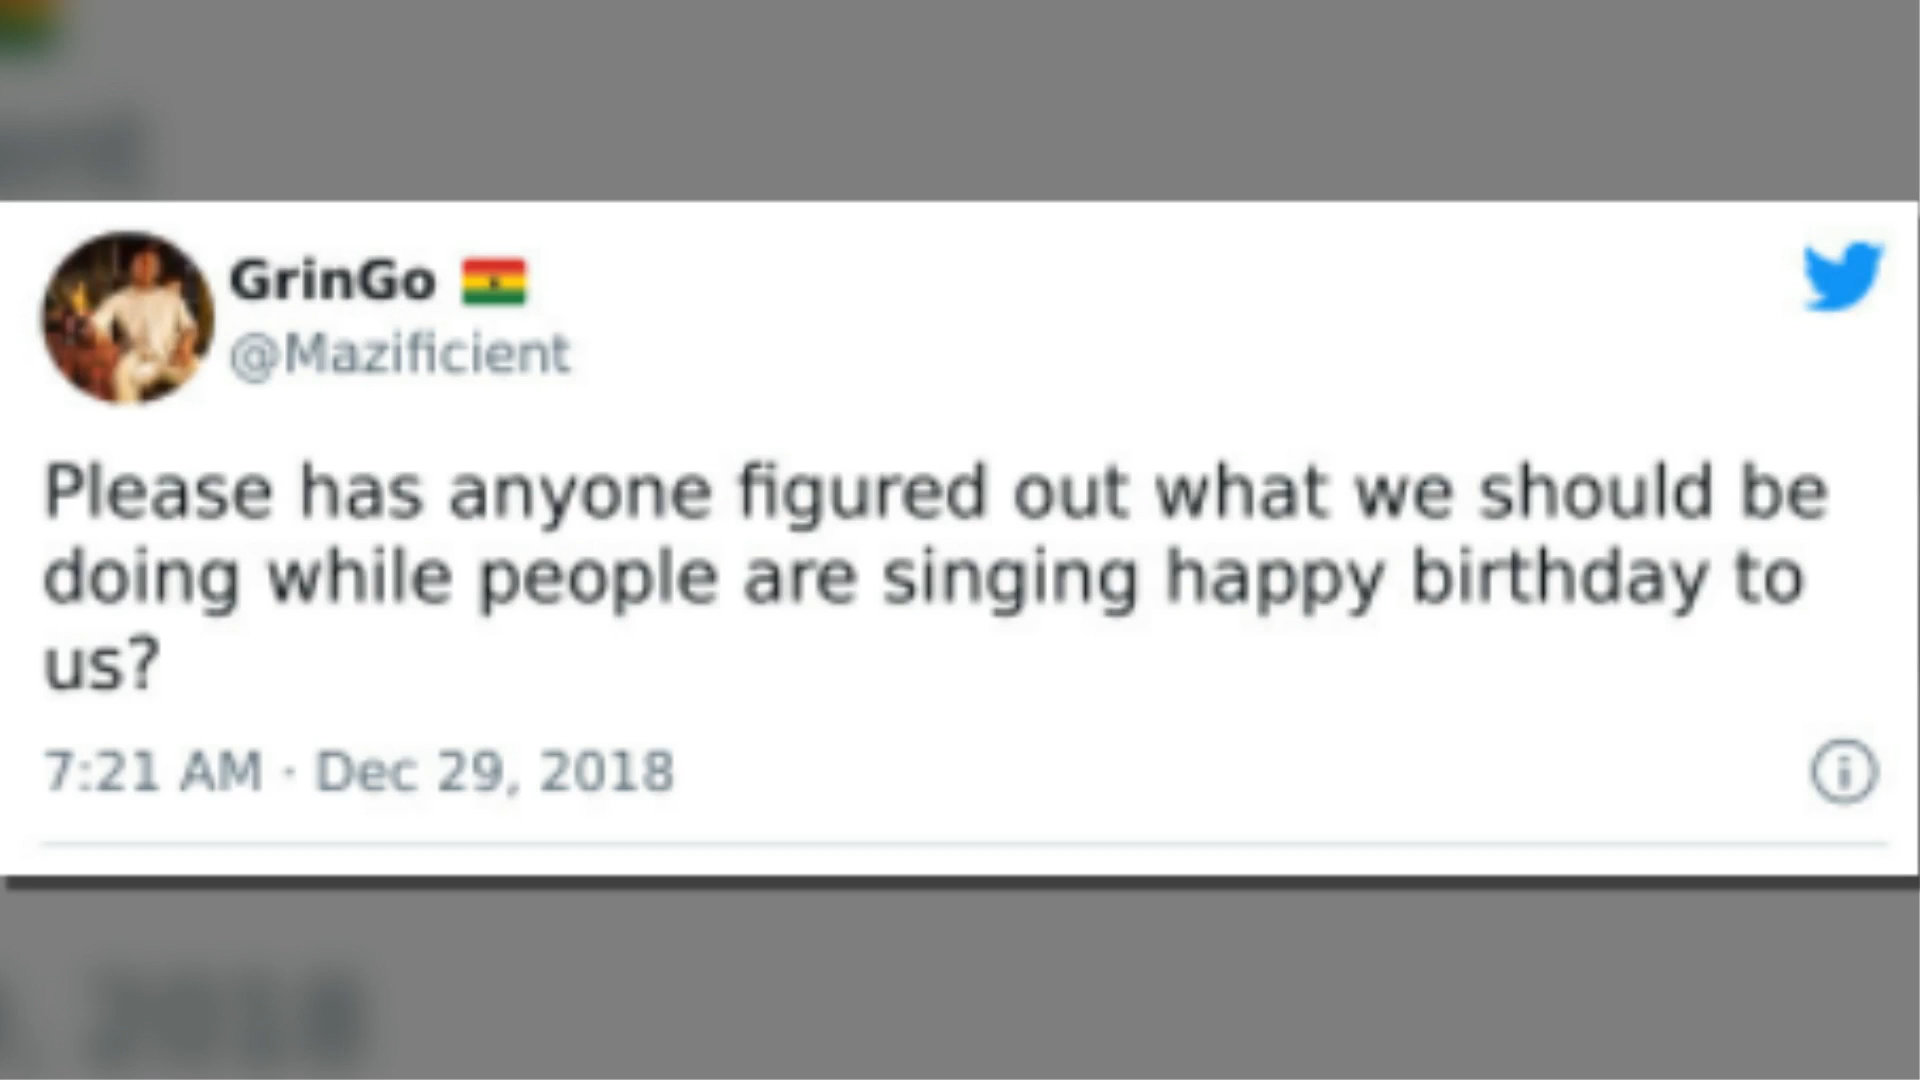 GrinGo
@Mazificient
Please has anyone figured out what we should be
doing while people are singing happy birthday to
us?
7:21 AM · Dec 29, 2018
2018